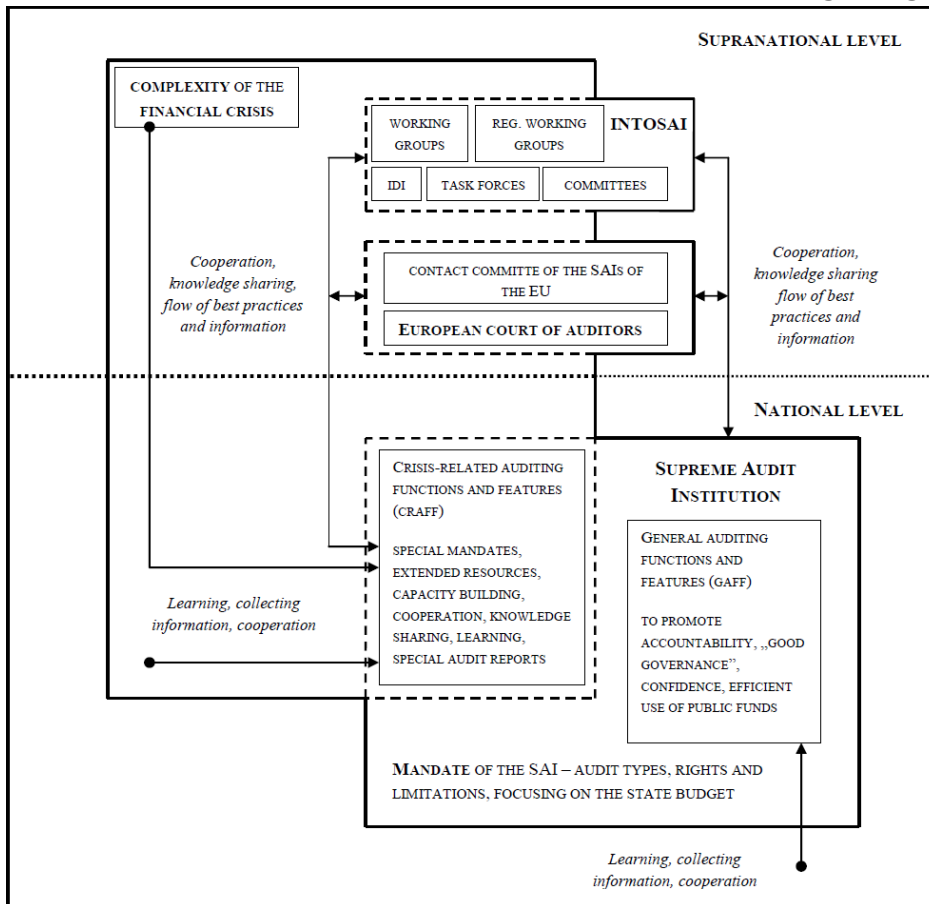 SUPRANATIONAL LEVEL
COMPLEXITY OF THE
FINANCIAL CRISIS
WORKING
GROUPS
REG. WORKING
GROUPS
INTOSAI
IDI
TASK FORCES
COMMITTEES
Cooperation,
knowledge sharing,
flow of best practices
and information
CONTACT COMMITTE OF THE SAIs OF
THE EU
EUROPEAN COURT OF AUDITORS
Cooperation,
knowledge sharing
flow of best
practices and
information
NATIONAL LEVEL
CRISIS-RELATED AUDITING
FUNCTIONS AND FEATURES
(CRAFF)
SPECIAL MANDATES,
EXTENDED RESOURCES,
CAPACITY BUILDING,
COOPERATION, KNOWLEDGE
SHARING, LEARNING,
SPECIAL AUDIT REPORTS
SUPREME AUDIT
INSTITUTION
GENERAL AUDITING
FUNCTIONS AND
FEATURES (GAFF)
TO PROMOTE
ACCOUNTABILITY, „GOOD
GOVERNANCE”,
CONFIDENCE, EFFICIENT
USE OF PUBLIC FUNDS
Learning, collecting
information, cooperation
MANDATE OF THE SAI – AUDIT TYPES, RIGHTS AND
LIMITATIONS, FOCUSING ON THE STATE BUDGET
Learning, collecting
information, cooperation